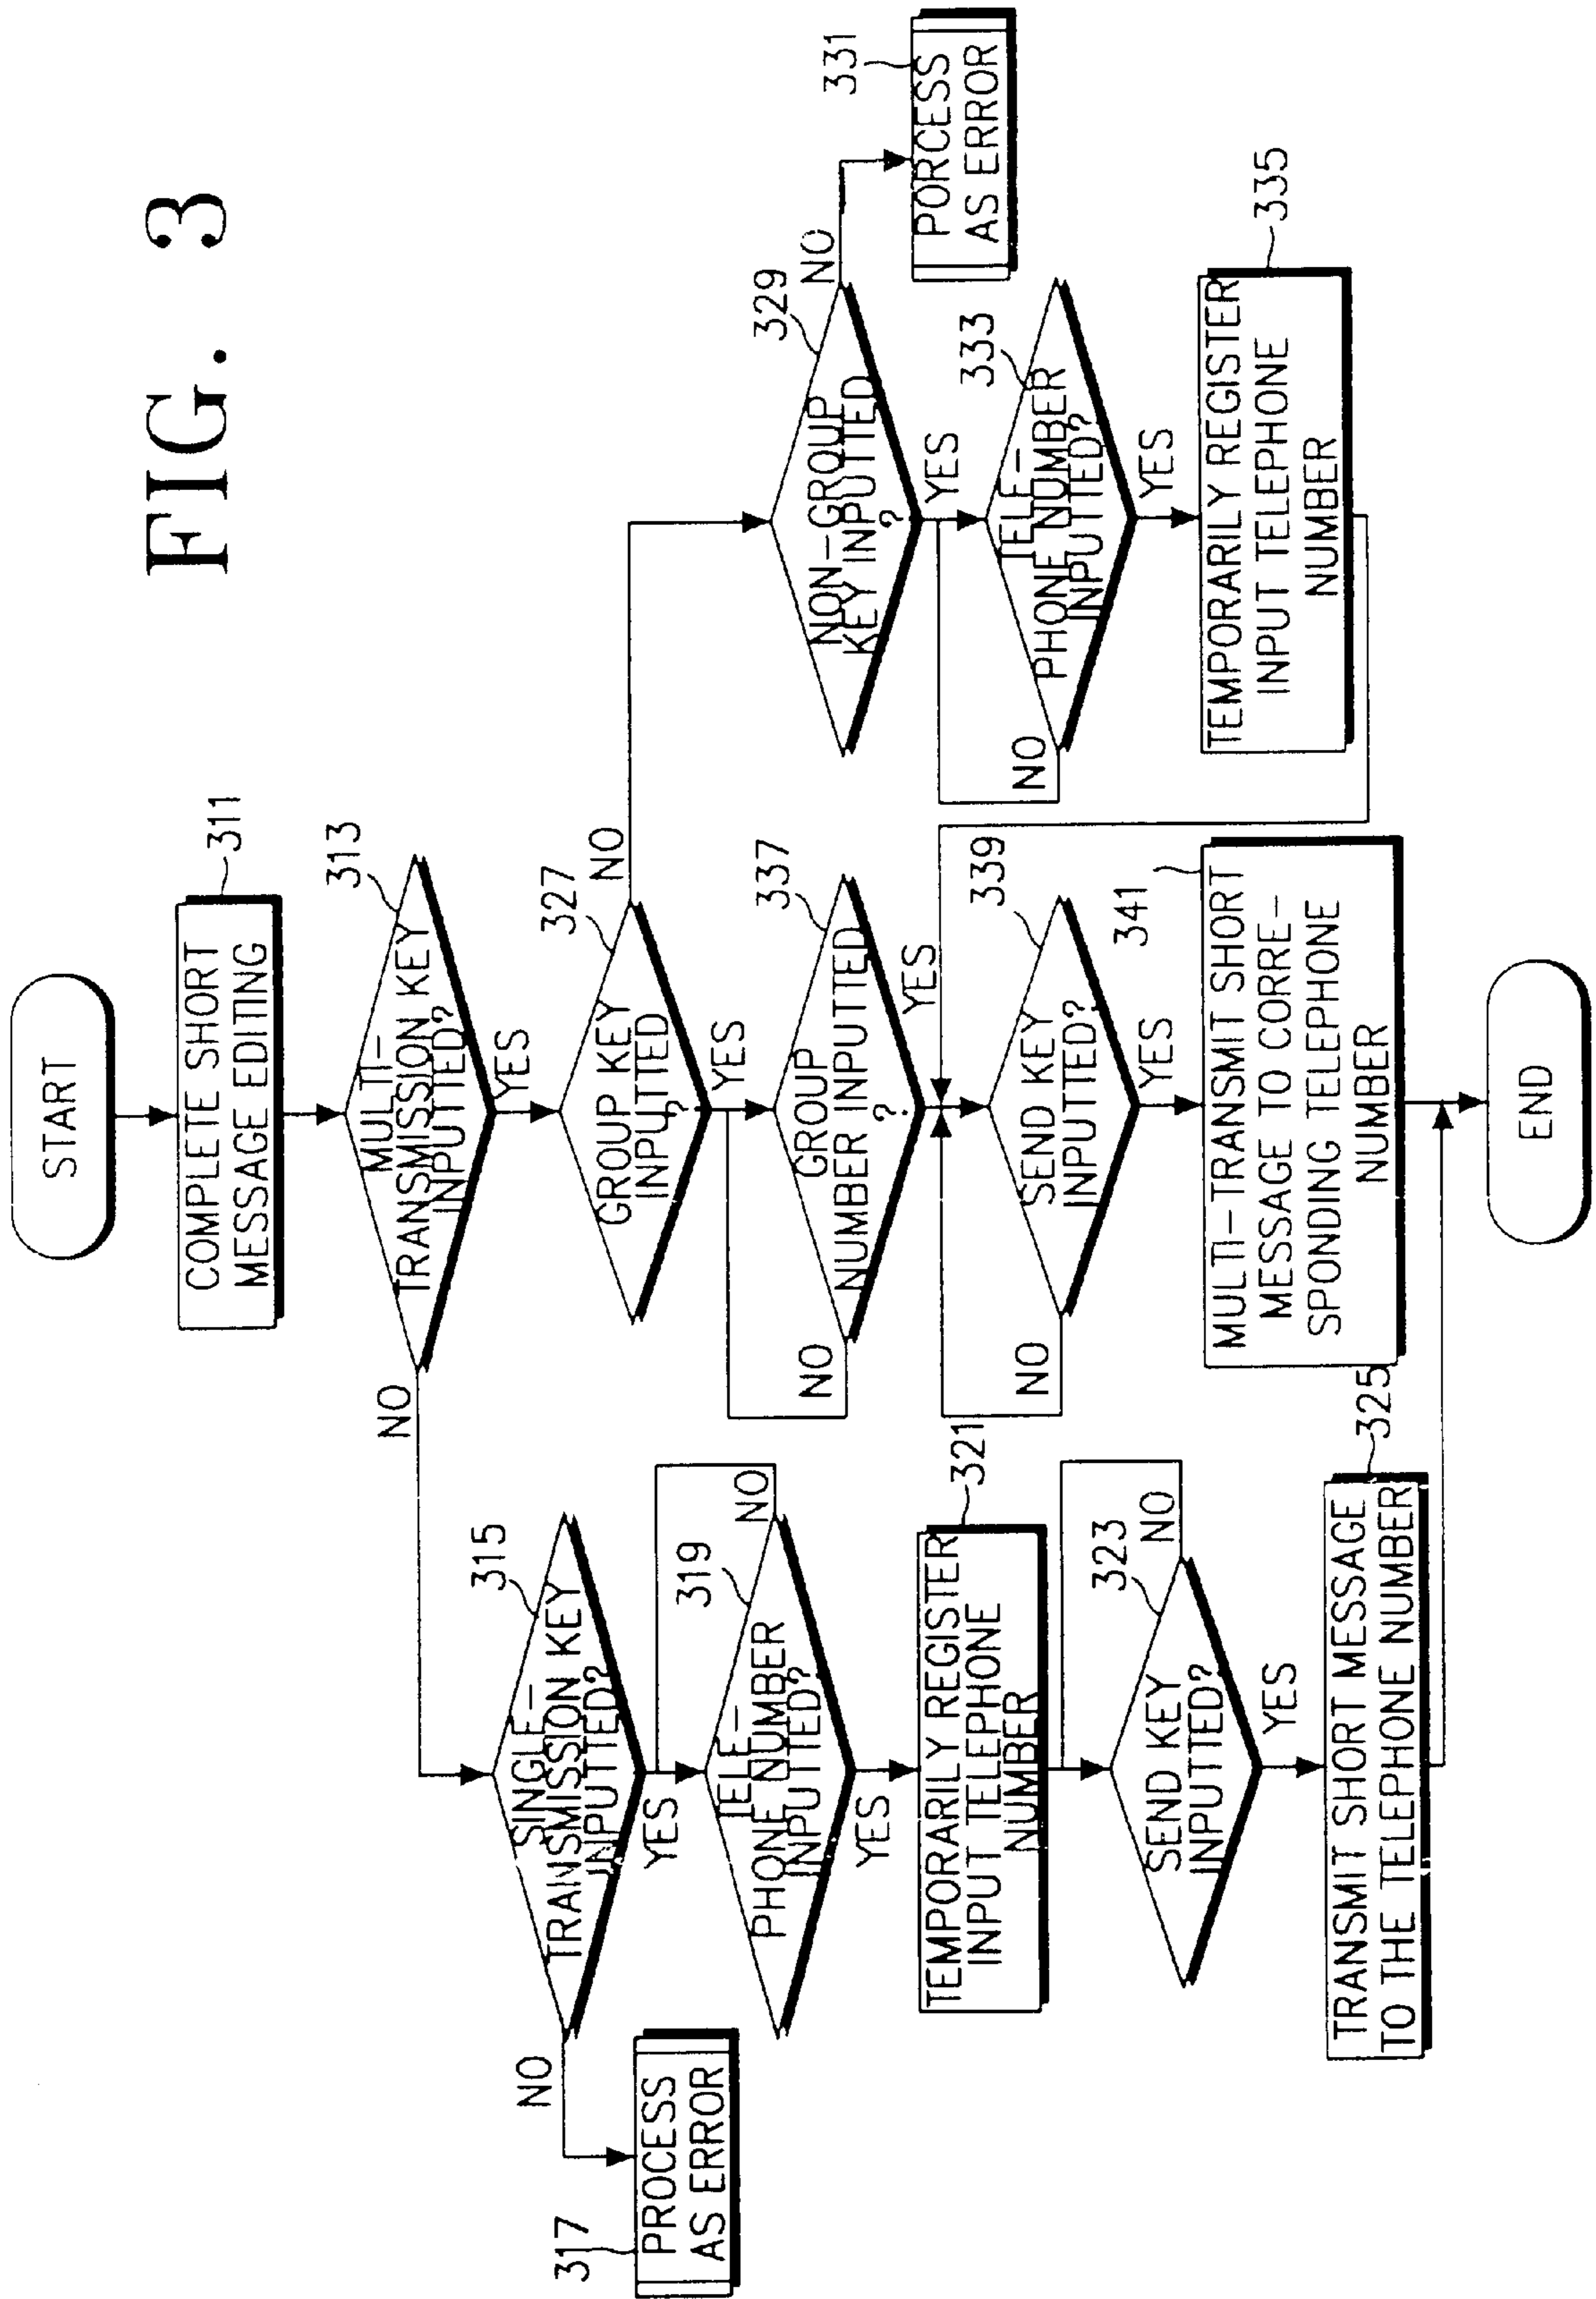 FIG. 3
START
COMPLETE SHORT
MESSAGE EDITING
311
MULTI-
TRANSMISSION KEY
INPUTTED?
313
NO
YES
SINGLE-
TRANSMISSION KEY
INPUTTED?
315
NO
YES
PROCESS
AS ERROR
317
TELE-
PHONE NUMBER
INPUTTED?
319
NO
YES
TEMPORARILY REGISTER
INPUT TELEPHONE
NUMBER
321
SEND KEY
INPUTTED?
323
NO
YES
TRANSMIT SHORT MESSAGE
TO THE TELEPHONE NUMBER
325
GROUP KEY
INPUTTED
?
327
NO
YES
GROUP
NUMBER INPUTTED
?
337
NO
YES
SEND KEY
INPUTTED?
339
NO
YES
MULTI-TRANSMIT SHORT
MESSAGE TO CORRE-
SPONDING TELEPHONE
NUMBER
341
NON-GROUP
KEY INPUTTED
?
329
NO
YES
PORCESS
AS ERROR
331
TELE-
PHONE NUMBER
INPUTTED?
333
NO
YES
TEMPORARILY REGISTER
INPUT TELEPHONE
NUMBER
335
END